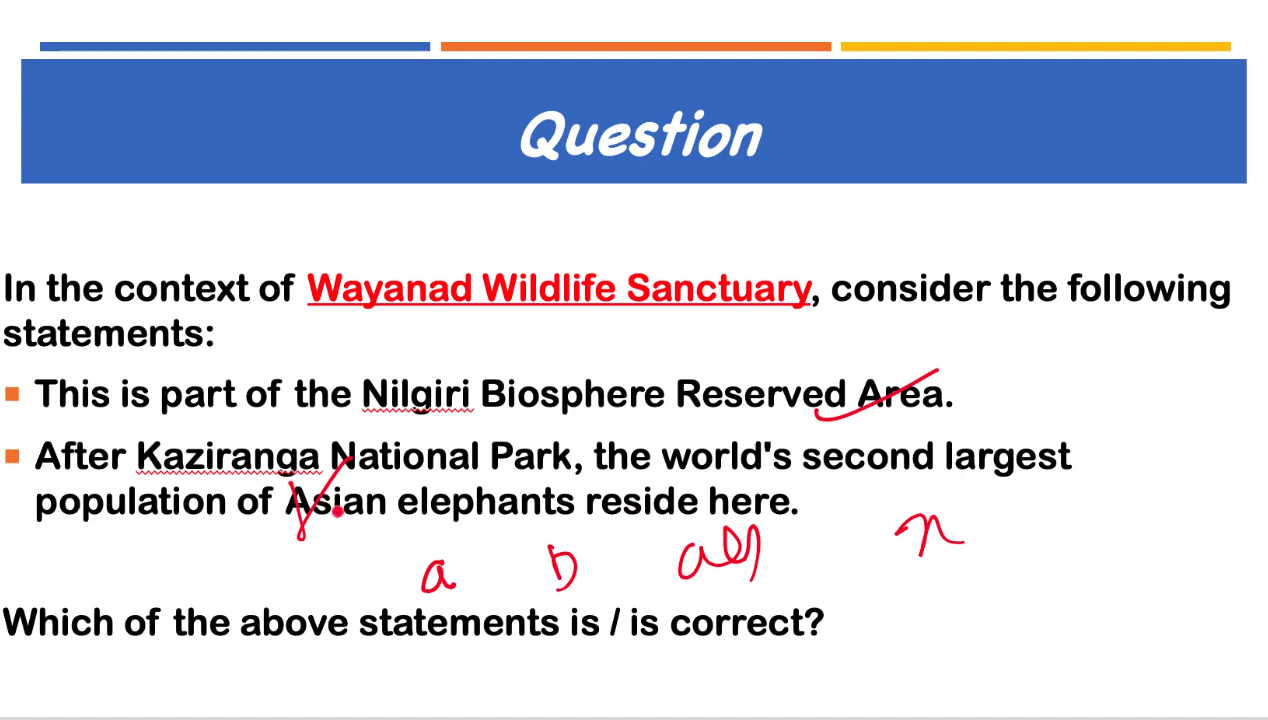 Question
In the context of Wayanad Wildlife Sanctuary, consider the following
statements:
This is part of the Nilgiri Biosphere Reserved Area.
After Kaziranga National Park, the world's second largest
population of Asian elephants reside here.
a b all n
Which of the above statements is / is correct?